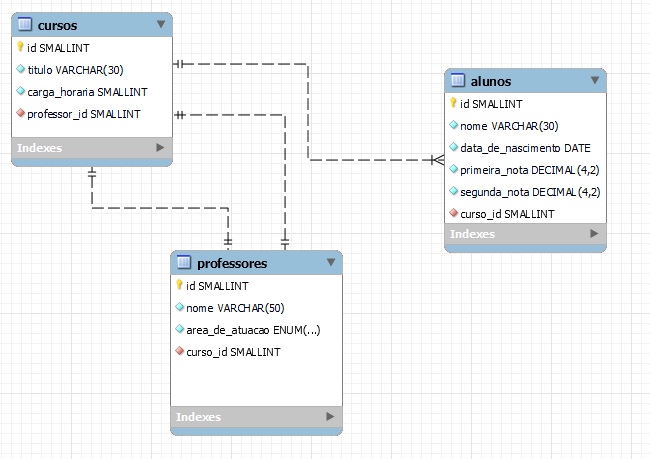 cursos
id SMALLINT
titulo VARCHAR(30)
carga_horaria SMALLINT
professor_id SMALLINT
Indexes
alunos
id SMALLINT
nome VARCHAR(30)
data_de_nascimento DATE
primeira_nota DECIMAL(4,2)
segunda_nota DECIMAL(4,2)
curso_id SMALLINT
Indexes
professores
id SMALLINT
nome VARCHAR(50)
area_de_atuacao ENUM(...)
curso_id SMALLINT
Indexes